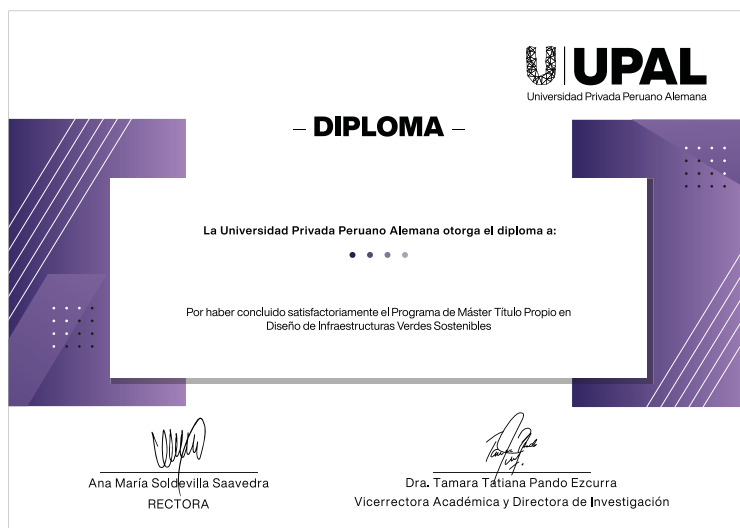 UPAL
Universidad Privada Peruano Alemana
– DIPLOMA –
La Universidad Privada Peruano Alemana otorga el diploma a:
Por haber concluido satisfactoriamente el Programa de Máster Título Propio en
Diseño de Infraestructuras Verdes Sostenibles
Ana María Soldevilla Saavedra
RECTORA
Dra. Tamara Tatiana Pando Ezcurra
Vicerrectora Académica y Directora de Investigación